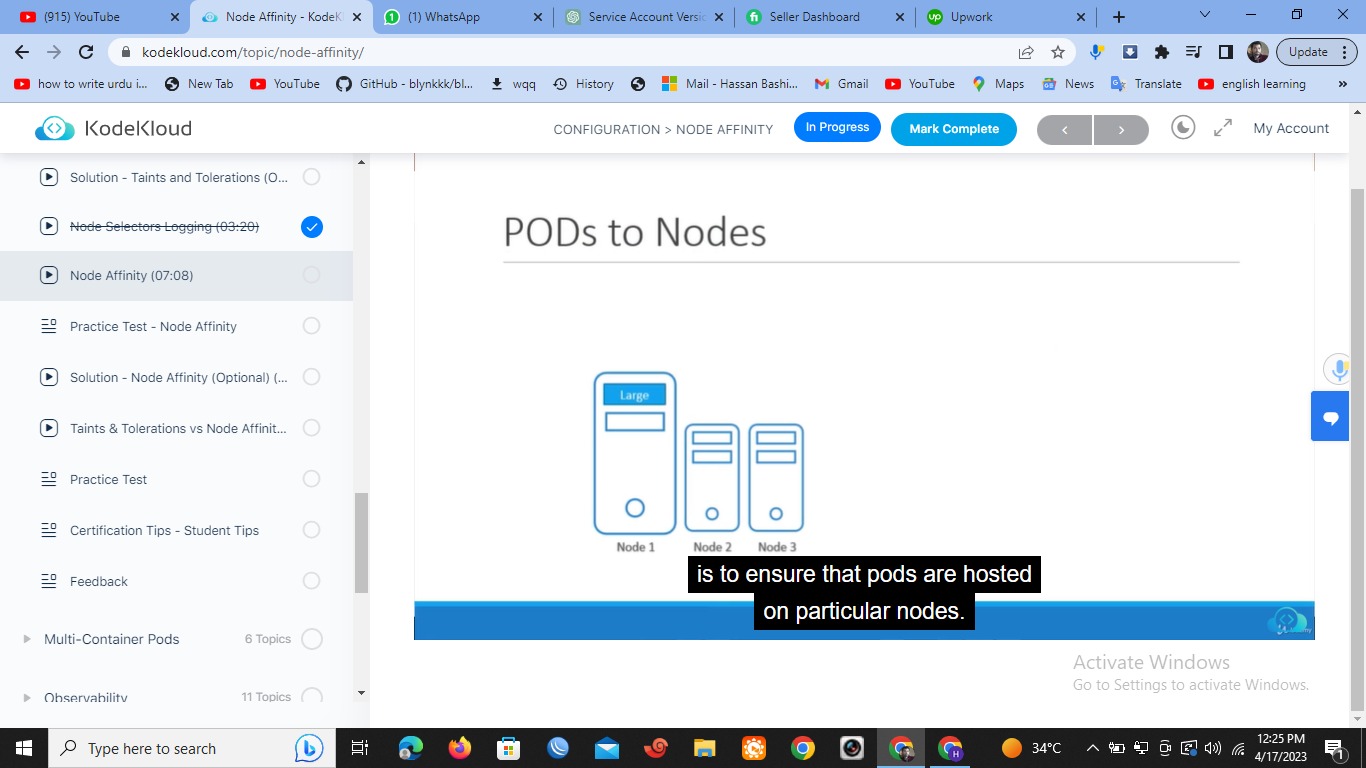 (915) YouTube
Node Affinity - KodeKl
(1) WhatsApp
Service Account Versic
Seller Dashboard
Upwork
kodekloud.com/topic/node-affinity/
Update
how to write urdu i...
New Tab
YouTube
GitHub - blynkkk/bl...
wqq
History
Mail - Hassan Bashi...
Gmail
YouTube
Maps
News
Translate
english learning
»
KodeKloud
CONFIGURATION > NODE AFFINITY
In Progress
Mark Complete
My Account
Solution - Taints and Tolerations (O...
Node Selectors Logging (03:20)
Node Affinity (07:08)
Practice Test - Node Affinity
Solution - Node Affinity (Optional) (...
Taints & Tolerations vs Node Affinit...
Practice Test
Certification Tips - Student Tips
Feedback
Multi-Container Pods 6 Topics
Observability 11 Topics
PODs to Nodes
Large
Node 1 Node 2 Node 3
is to ensure that pods are hosted
on particular nodes.
Activate Windows
Go to Settings to activate Windows.
Type here to search
34°C
12:25 PM
4/17/2023
1